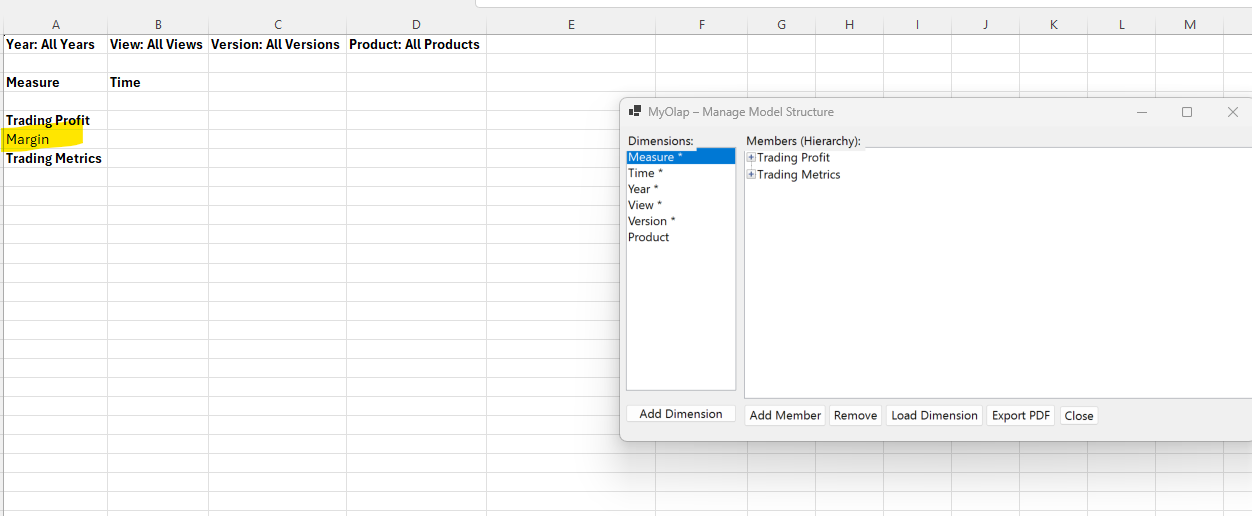 A B C D E F G H I J K L M
Year: All Years View: All Views Version: All Versions Product: All Products
Measure Time
Trading Profit
Margin
Trading Metrics
MyOlap – Manage Model Structure
Dimensions:
Measure *
Time *
Year *
View *
Version *
Product
Add Dimension
Members (Hierarchy):
Trading Profit
Trading Metrics
Add Member Remove Load Dimension Export PDF Close